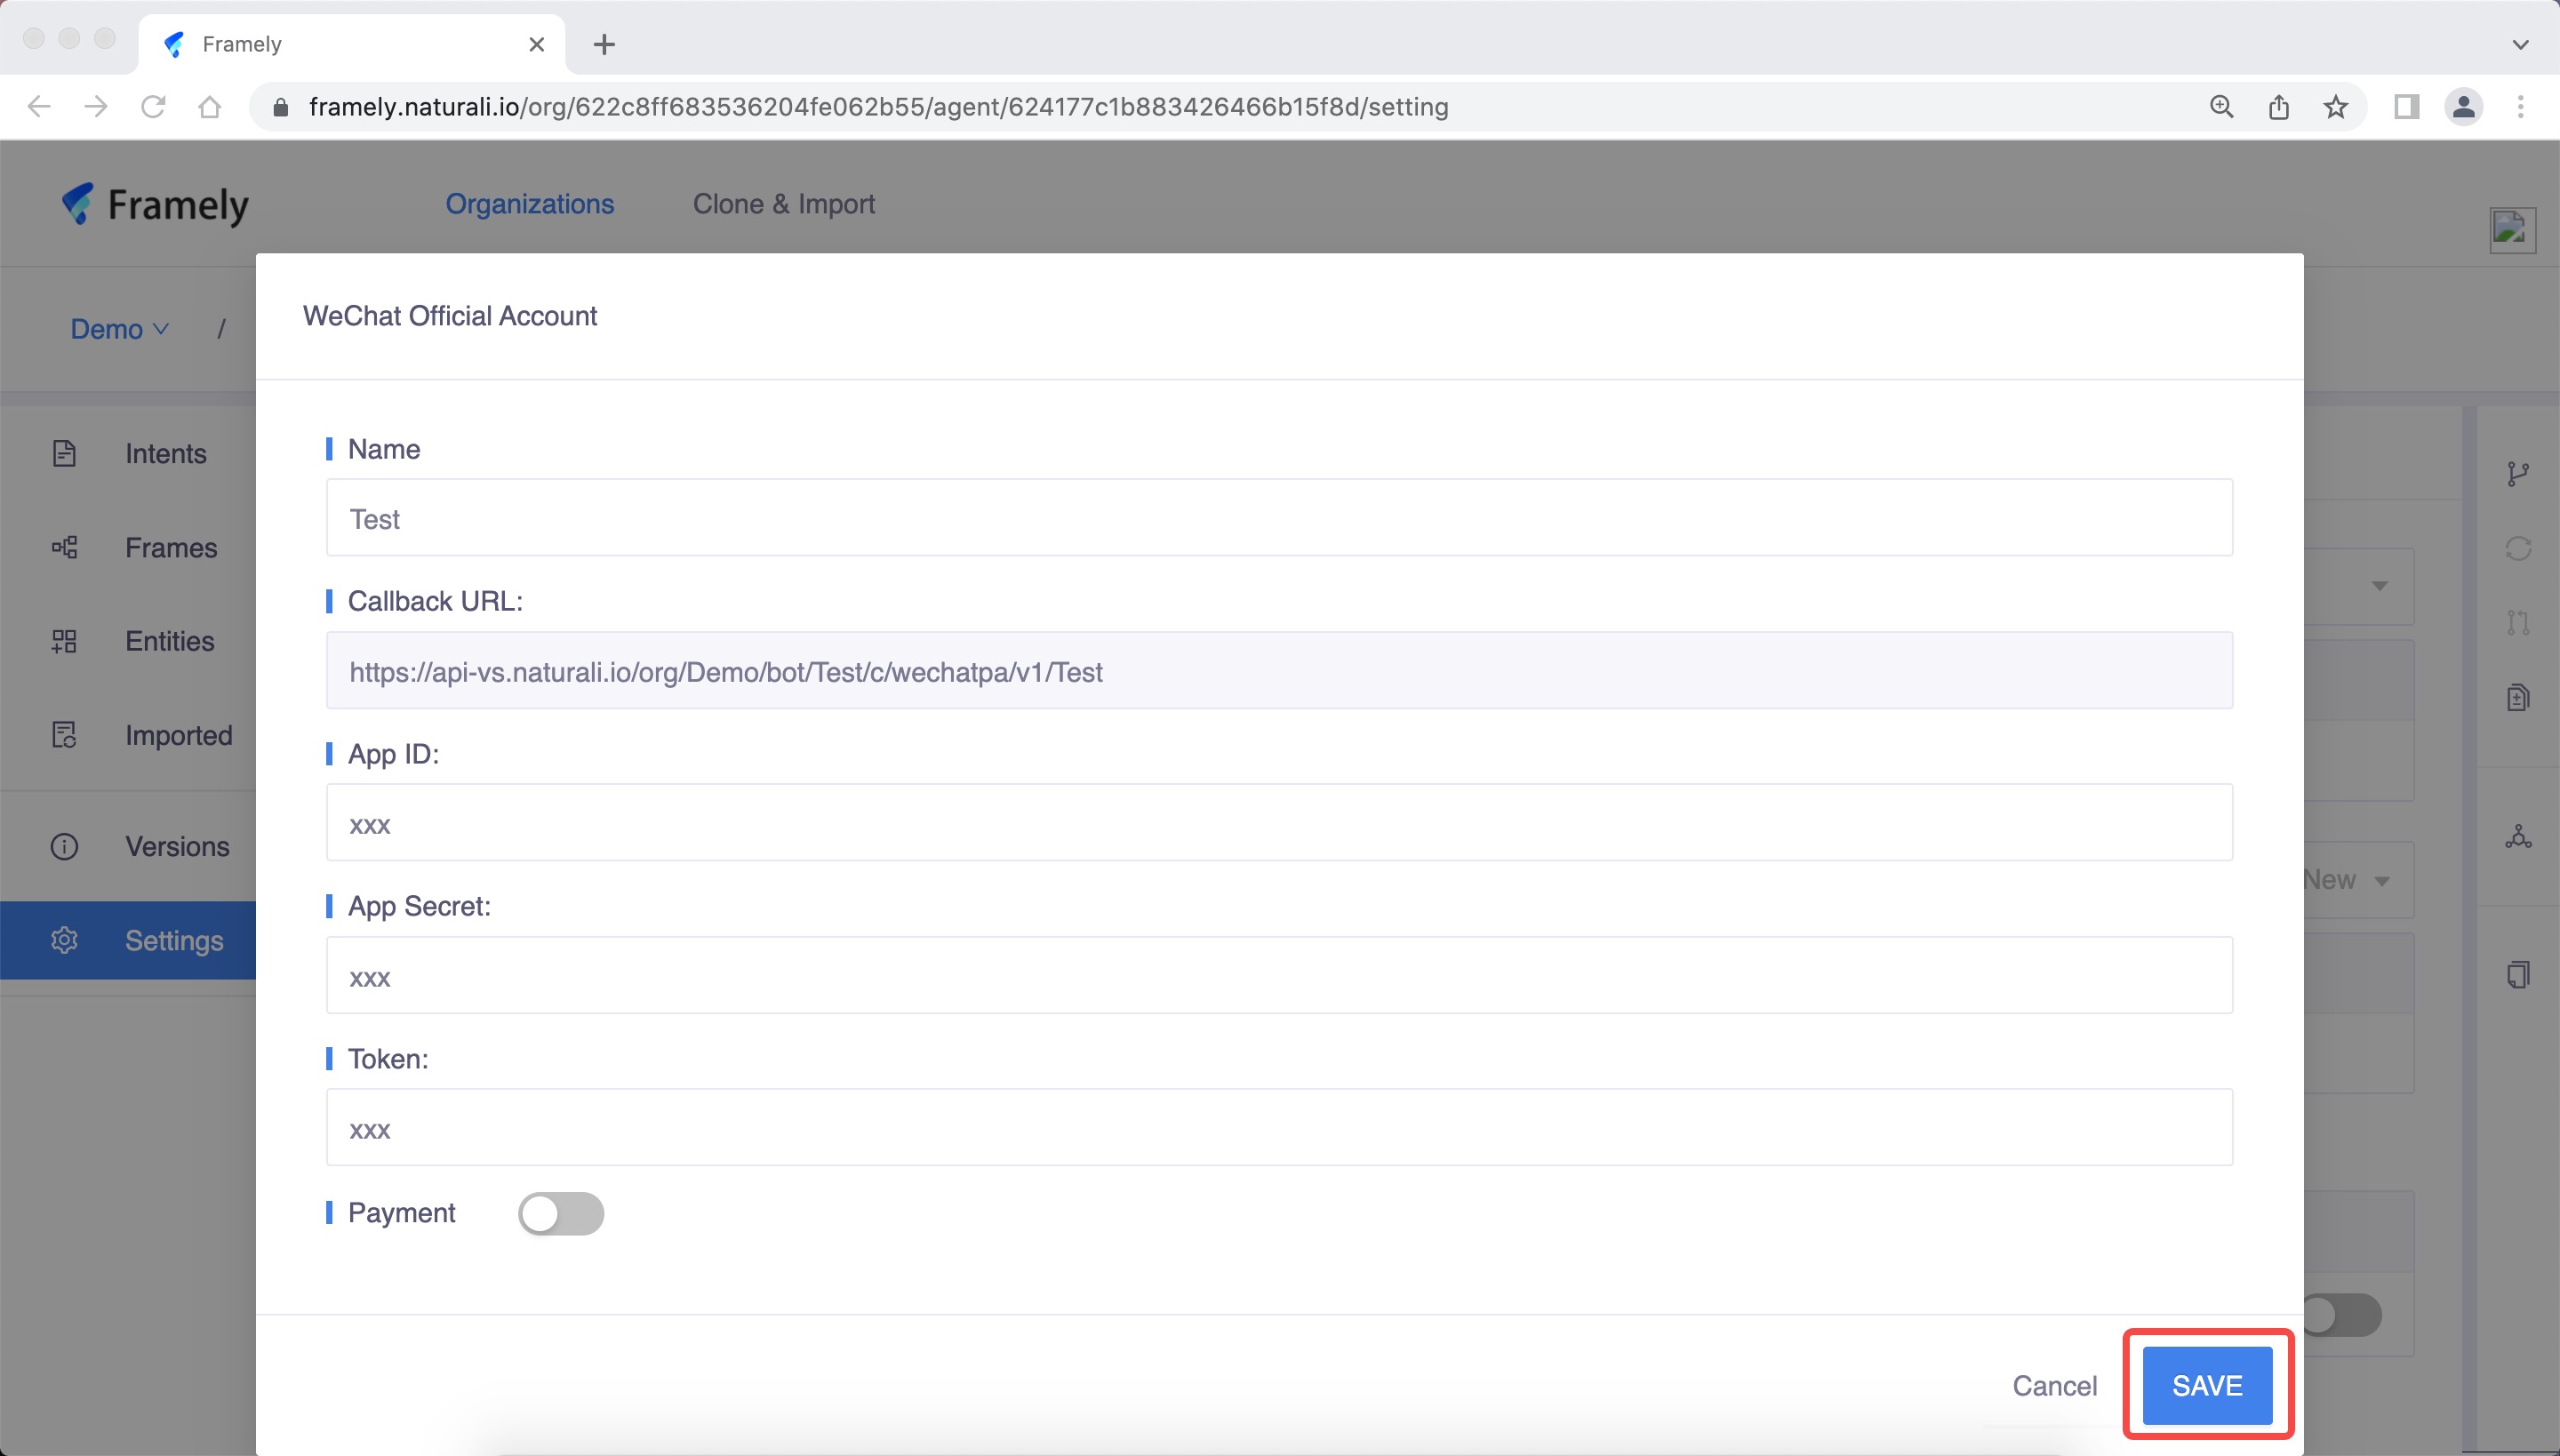 Framely
framely.naturali.io/org/622c8ff683536204fe062b55/agent/624177c1b883426466b15f8d/setting
Framely
Organizations
Clone & Import
Demo
/
WeChat Official Account
Intents
Frames
Entities
Imported
Versions
Settings
Name
Test
Callback URL:
https://api-vs.naturali.io/org/Demo/bot/Test/c/wechatpa/v1/Test
App ID:
xxx
App Secret:
xxx
Token:
xxx
Payment
New
Cancel
SAVE